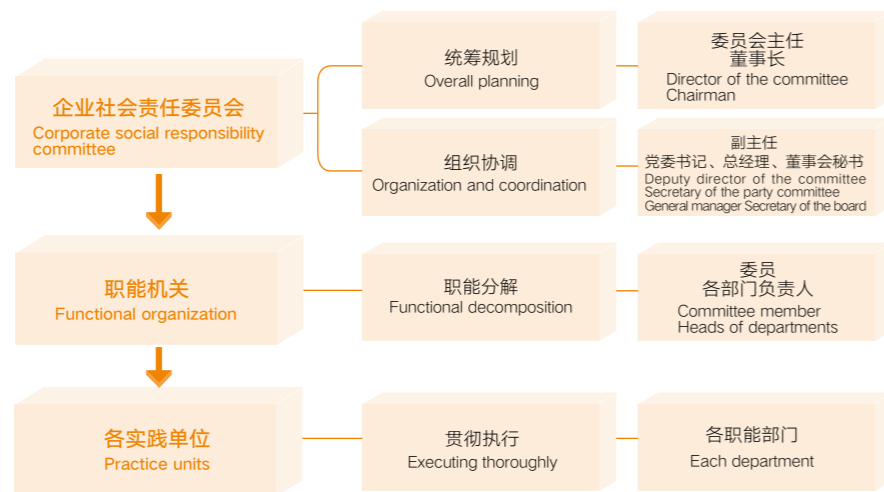 企业社会责任委员会
Corporate social responsibility
committee
统筹规划
Overall planning
委员会主任
董事长
Director of the committee
Chairman
组织协调
Organization and coordination
副主任
党委书记、总经理、董事会秘书
Deputy director of the committee
Secretary of the party committee
General manager Secretary of the board
职能机关
Functional organization
职能分解
Functional decomposition
委员
各部门负责人
Committee member
Heads of departments
各实践单位
Practice units
贯彻执行
Executing thoroughly
各职能部门
Each department